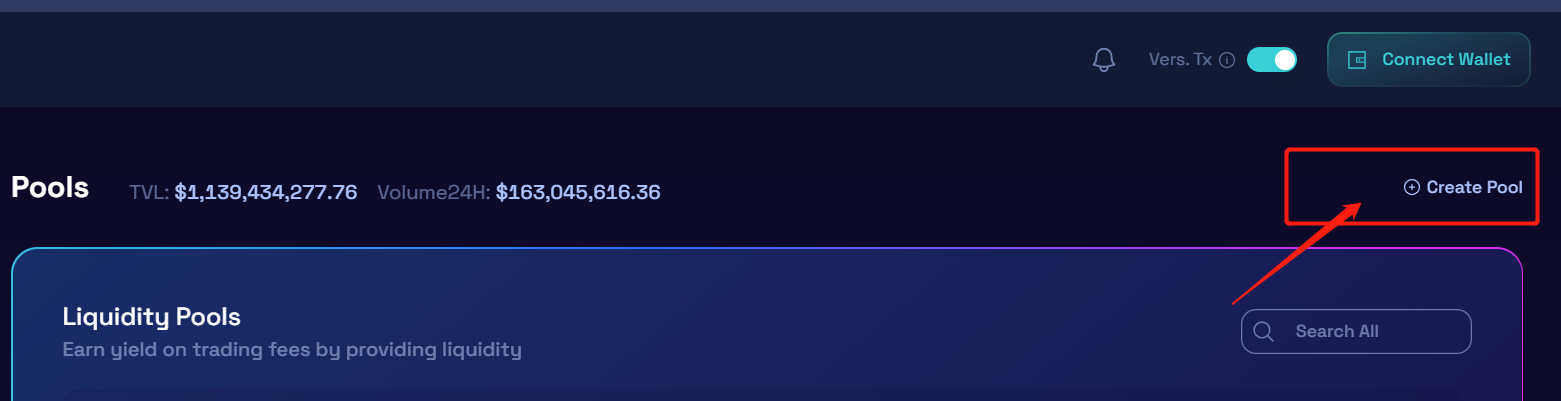 Vers. Tx
Connect Wallet
Pools TVL: $1,139,434,277.76 Volume24H: $163,045,616.36
Create Pool
Liquidity Pools
Earn yield on trading fees by providing liquidity
Search All